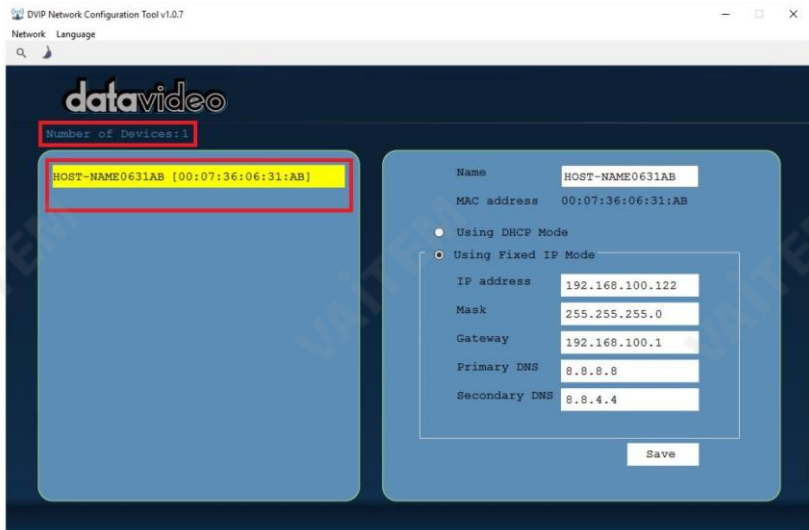 DVIP Network Configuration Tool v1.0.7
Network Language
datavideo
Number of Devices:1
HOST-NAME0631AB [00:07:36:06:31:AB]
Name HOST-NAME0631AB
MAC address 00:07:36:06:31:AB
Using DHCP Mode
Using Fixed IP Mode
IP address 192.168.100.122
Mask 255.255.255.0
Gateway 192.168.100.1
Primary DNS 8.8.8.8
Secondary DNS 8.8.4.4
Save
VAİTEM